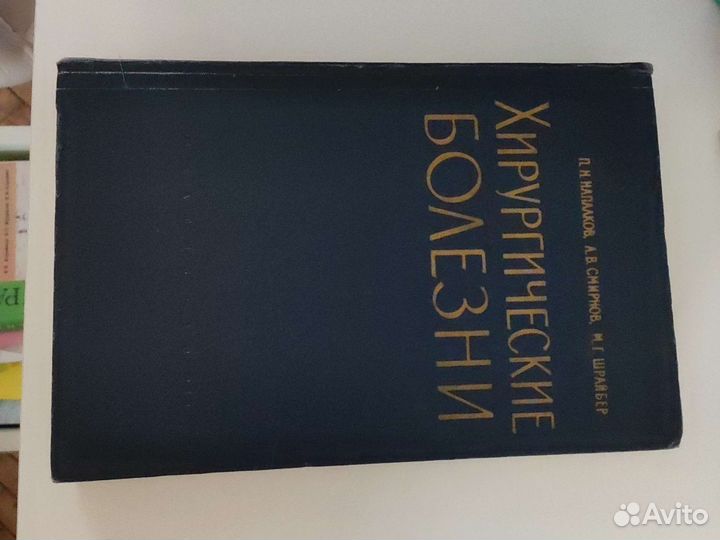 П. Н. НАПАЛКОВ, А. В. СМИРНОВ, М. Г. ШРАЙБЕР
ХИРУРГИЧЕСКИЕ
БОЛЕЗНИ
Avito